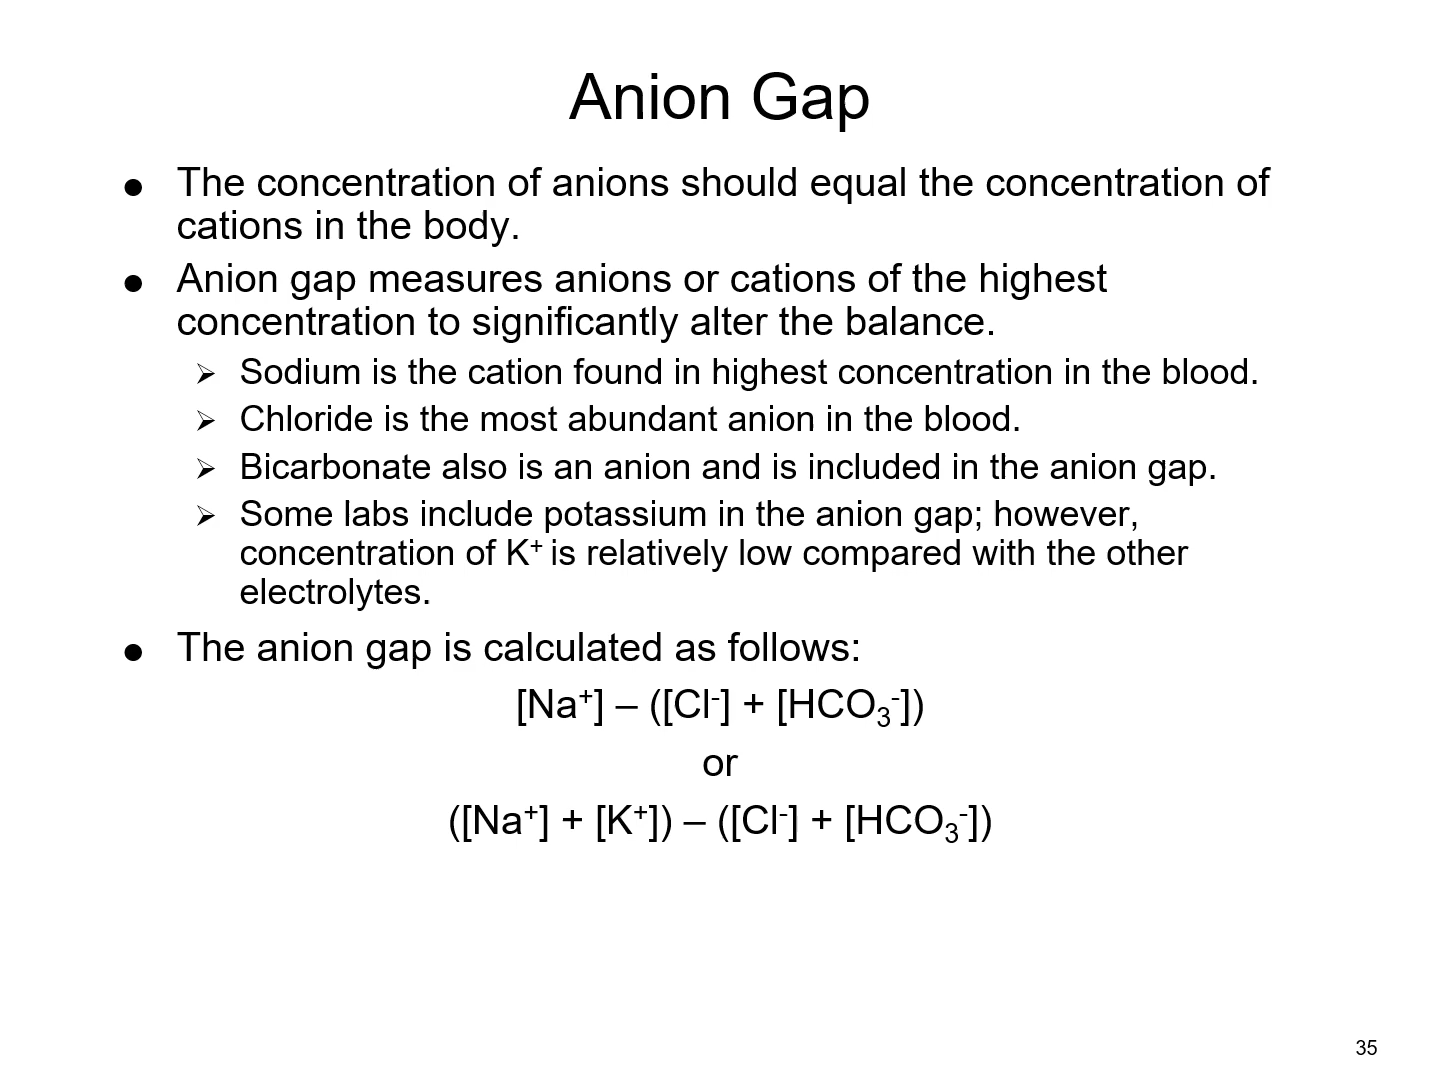 Anion Gap
● The concentration of anions should equal the concentration of
cations in the body.
● Anion gap measures anions or cations of the highest
concentration to significantly alter the balance.
➢ Sodium is the cation found in highest concentration in the blood.
➢ Chloride is the most abundant anion in the blood.
➢ Bicarbonate also is an anion and is included in the anion gap.
➢ Some labs include potassium in the anion gap; however,
concentration of K⁺ is relatively low compared with the other
electrolytes.
● The anion gap is calculated as follows:
[Na⁺] – ([Cl⁻] + [HCO₃⁻])
or
([Na⁺] + [K⁺]) – ([Cl⁻] + [HCO₃⁻])
35